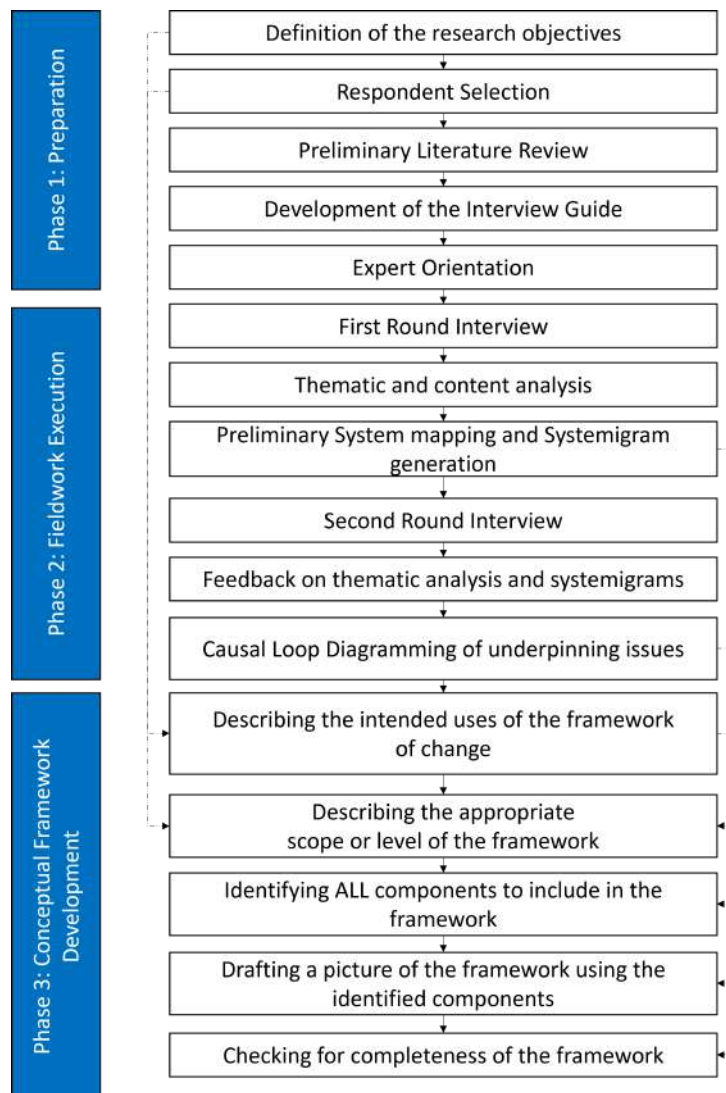 Phase 1: Preparation
Definition of the research objectives
Respondent Selection
Preliminary Literature Review
Development of the Interview Guide
Expert Orientation
Phase 2: Fieldwork Execution
First Round Interview
Thematic and content analysis
Preliminary System mapping and Systemigram
generation
Second Round Interview
Feedback on thematic analysis and systemigrams
Causal Loop Diagramming of underpinning issues
Phase 3: Conceptual Framework
Development
Describing the intended uses of the framework
of change
Describing the appropriate
scope or level of the framework
Identifying ALL components to include in the
framework
Drafting a picture of the framework using the
identified components
Checking for completeness of the framework